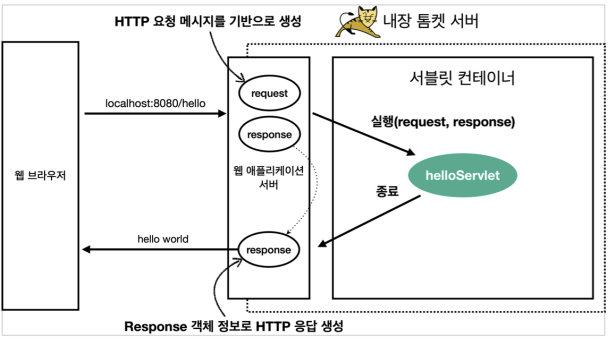 HTTP 요청 메시지를 기반으로 생성
내장 톰켓 서버
서블릿 컨테이너
request
localhost:8080/hello
실행(request, response)
response
웹 브라우저
웹 애플리케이션
서버
helloServlet
종료
hello world
response
Response 객체 정보로 HTTP 응답 생성